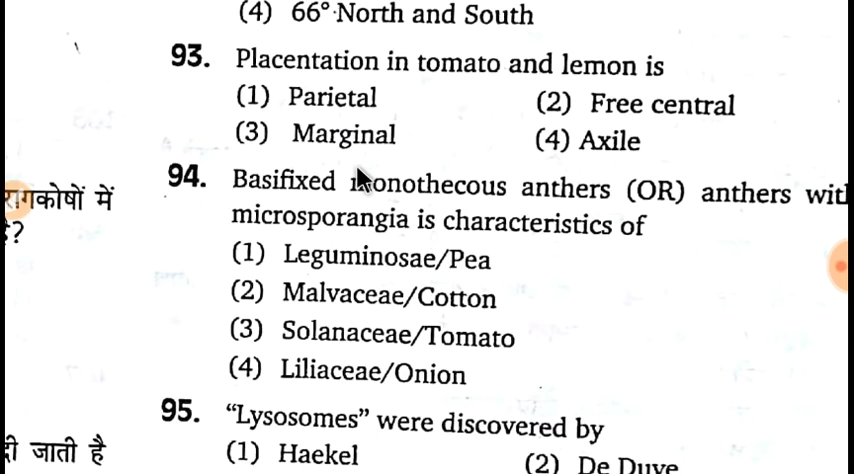 (4) 66° North and South
93. Placentation in tomato and lemon is
(1) Parietal (2) Free central
(3) Marginal (4) Axile
रागकोषों में
94. Basifixed monothecous anthers (OR) anthers with
microsporangia is characteristics of
है?
(1) Leguminosae/Pea
(2) Malvaceae/Cotton
(3) Solanaceae/Tomato
(4) Liliaceae/Onion
95. “Lysosomes” were discovered by
दी जाती है
(1) Haekel (2) De Duve